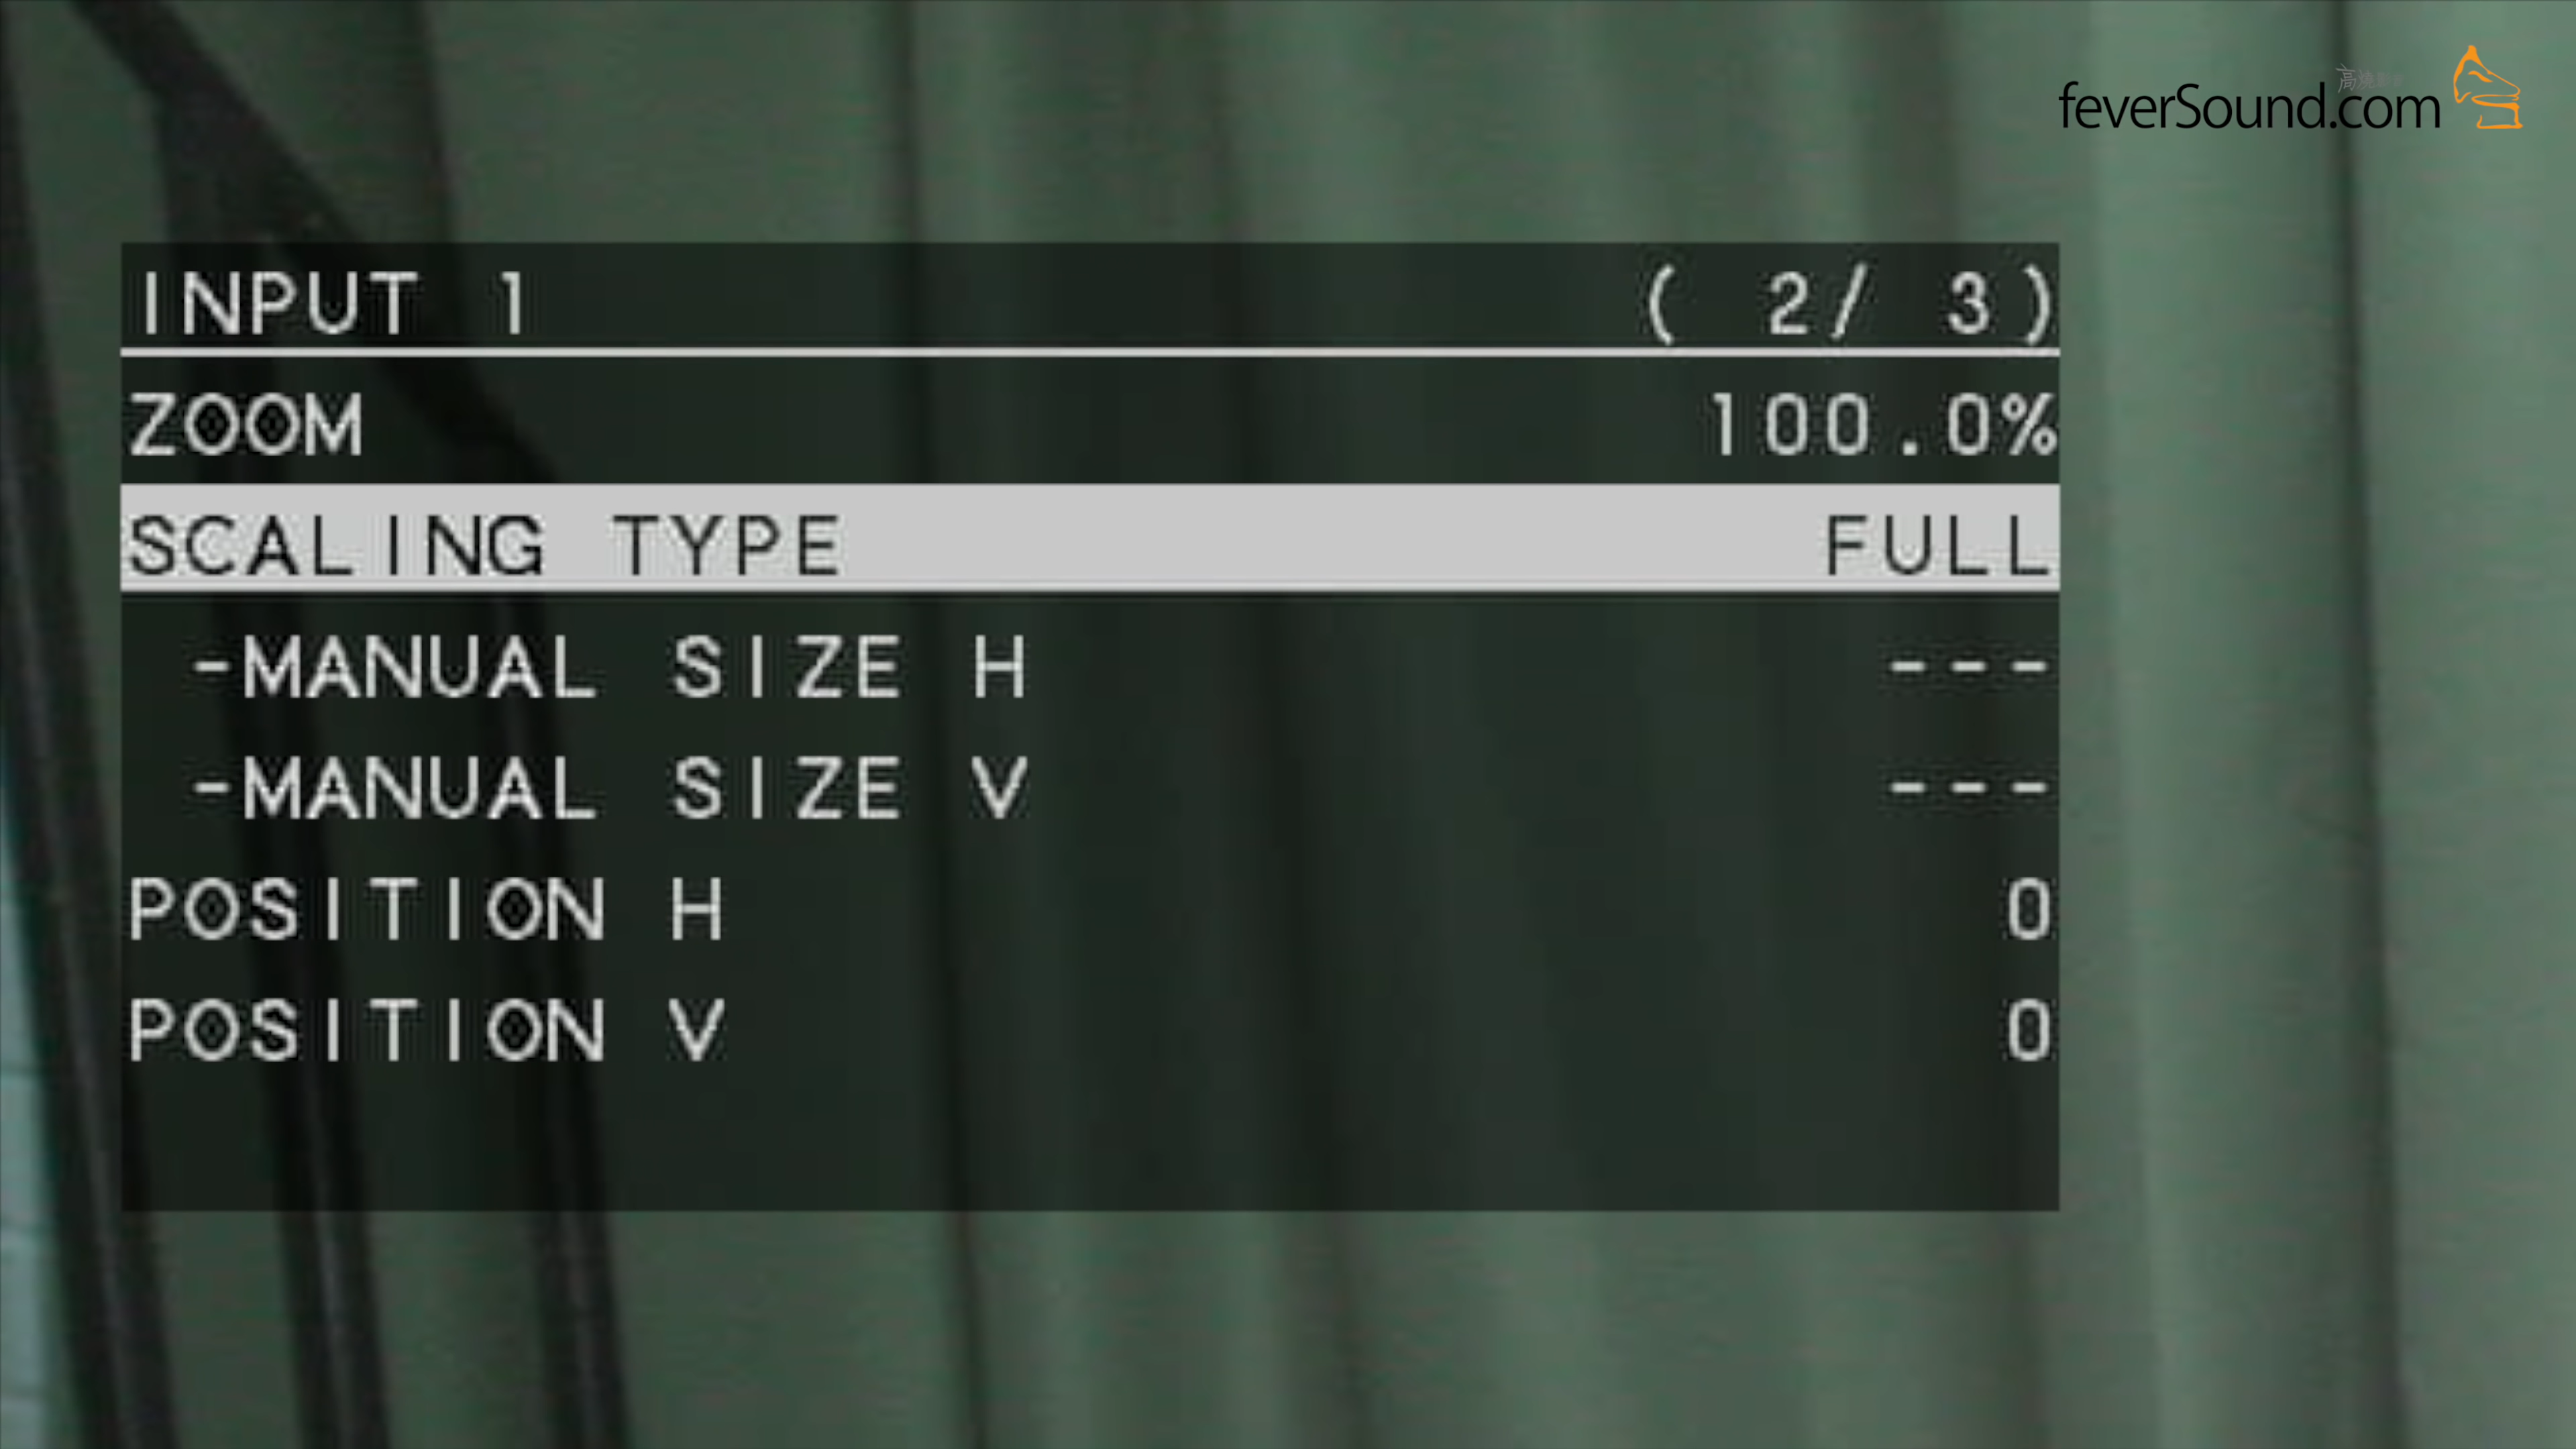 feverSound.com
INPUT 1 ( 2/ 3)
ZOOM 100.0%
SCALING TYPE FULL
-MANUAL SIZE H ---
-MANUAL SIZE V ---
POSITION H 0
POSITION V 0